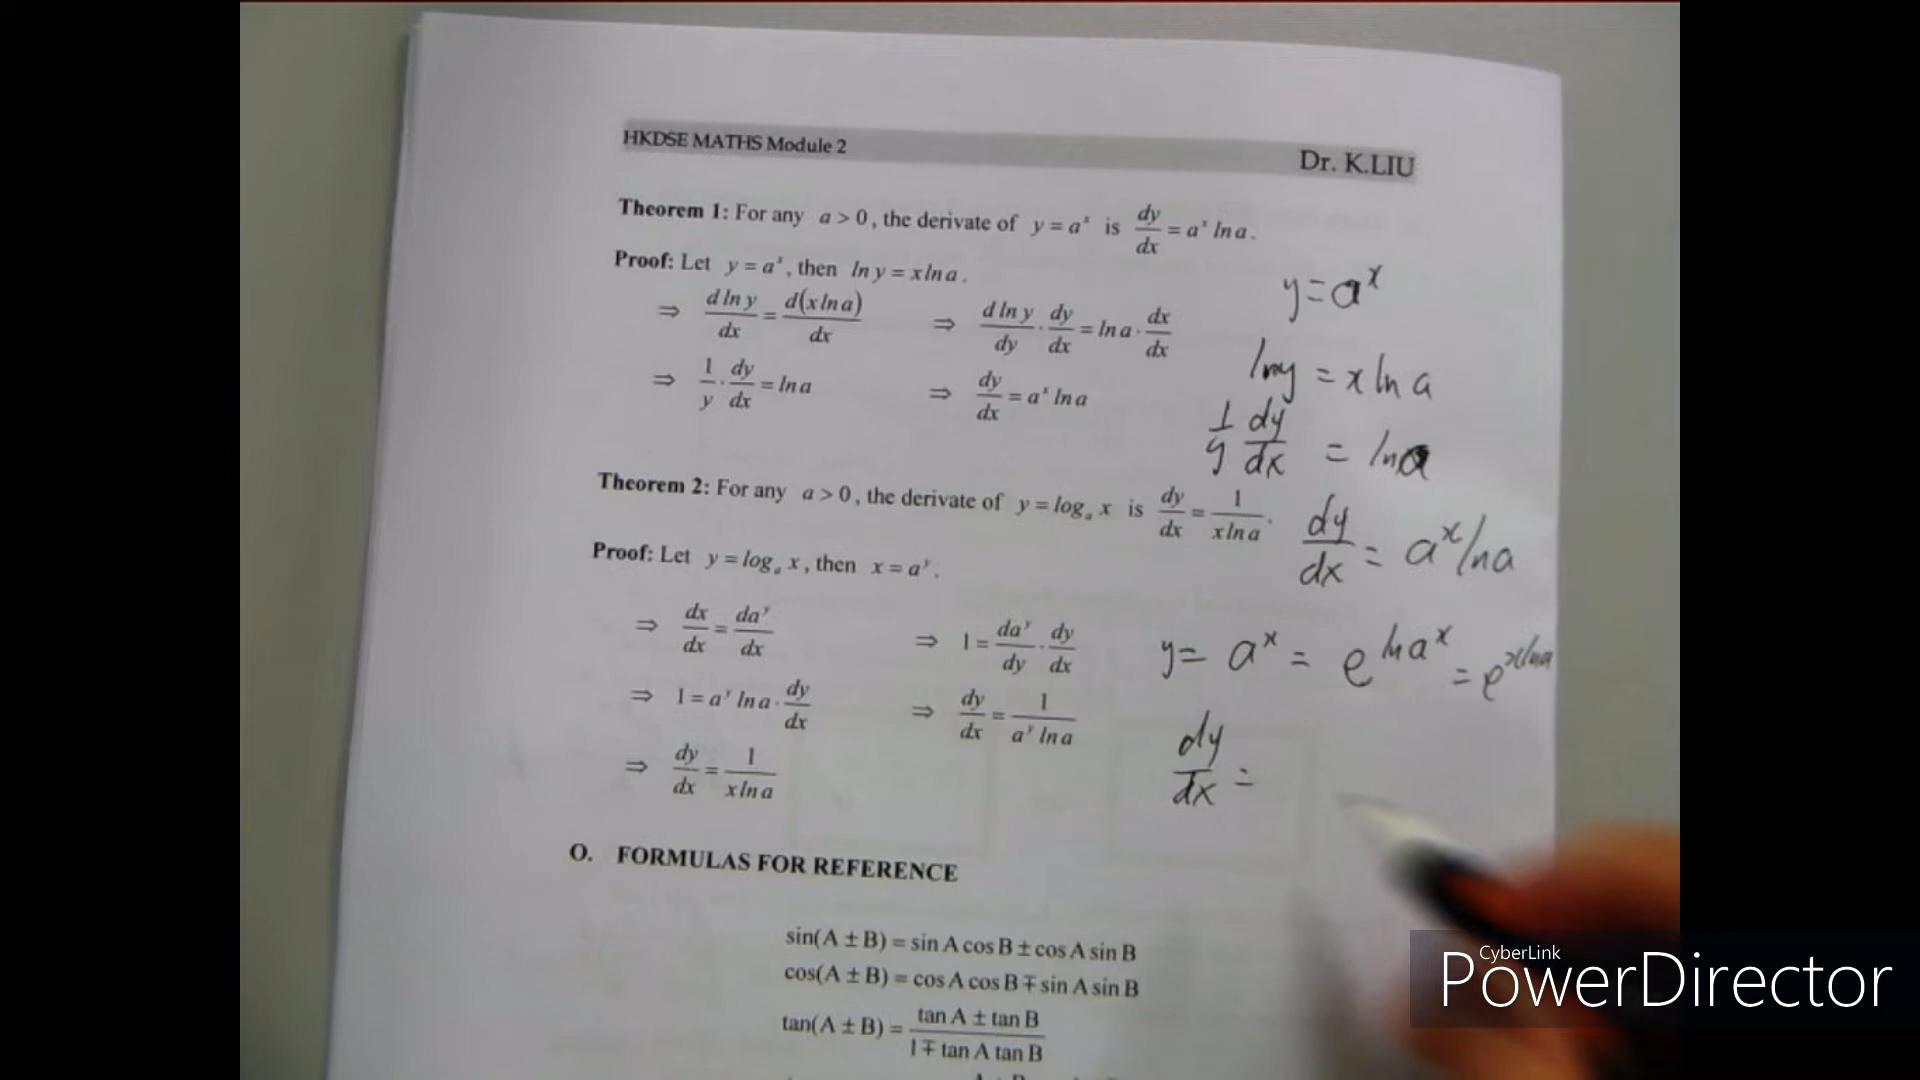 HKDSE MATHS Module 2
Dr. K.LIU
Theorem 1: For any a > 0, the derivate of y = a^x is dy/dx = a^x ln a.
Proof: Let y = a^x, then ln y = x ln a.
⇒ d ln y/dx = d(x ln a)/dx ⇒ d ln y/dy · dy/dx = ln a · dx/dx
⇒ 1/y · dy/dx = ln a ⇒ dy/dx = a^x ln a
y = a^x
ln y = x ln a
1/y dy/dx = ln a
dy/dx = a^x ln a
Theorem 2: For any a > 0, the derivate of y = log_a x is dy/dx = 1/(x ln a).
Proof: Let y = log_a x, then x = a^y.
⇒ dx/dx = da^y/dx ⇒ 1 = da^y/dy · dy/dx
⇒ 1 = a^y ln a · dy/dx ⇒ dy/dx = 1/(a^y ln a)
⇒ dy/dx = 1/(x ln a)
y = a^x = e^(ln a^x) = e^(x ln a)
dy/dx =
O. FORMULAS FOR REFERENCE
sin(A ± B) = sin A cos B ± cos A sin B
cos(A ± B) = cos A cos B ∓ sin A sin B
tan(A ± B) = (tan A ± tan B)/(1 ∓ tan A tan B)
CyberLink
PowerDirector